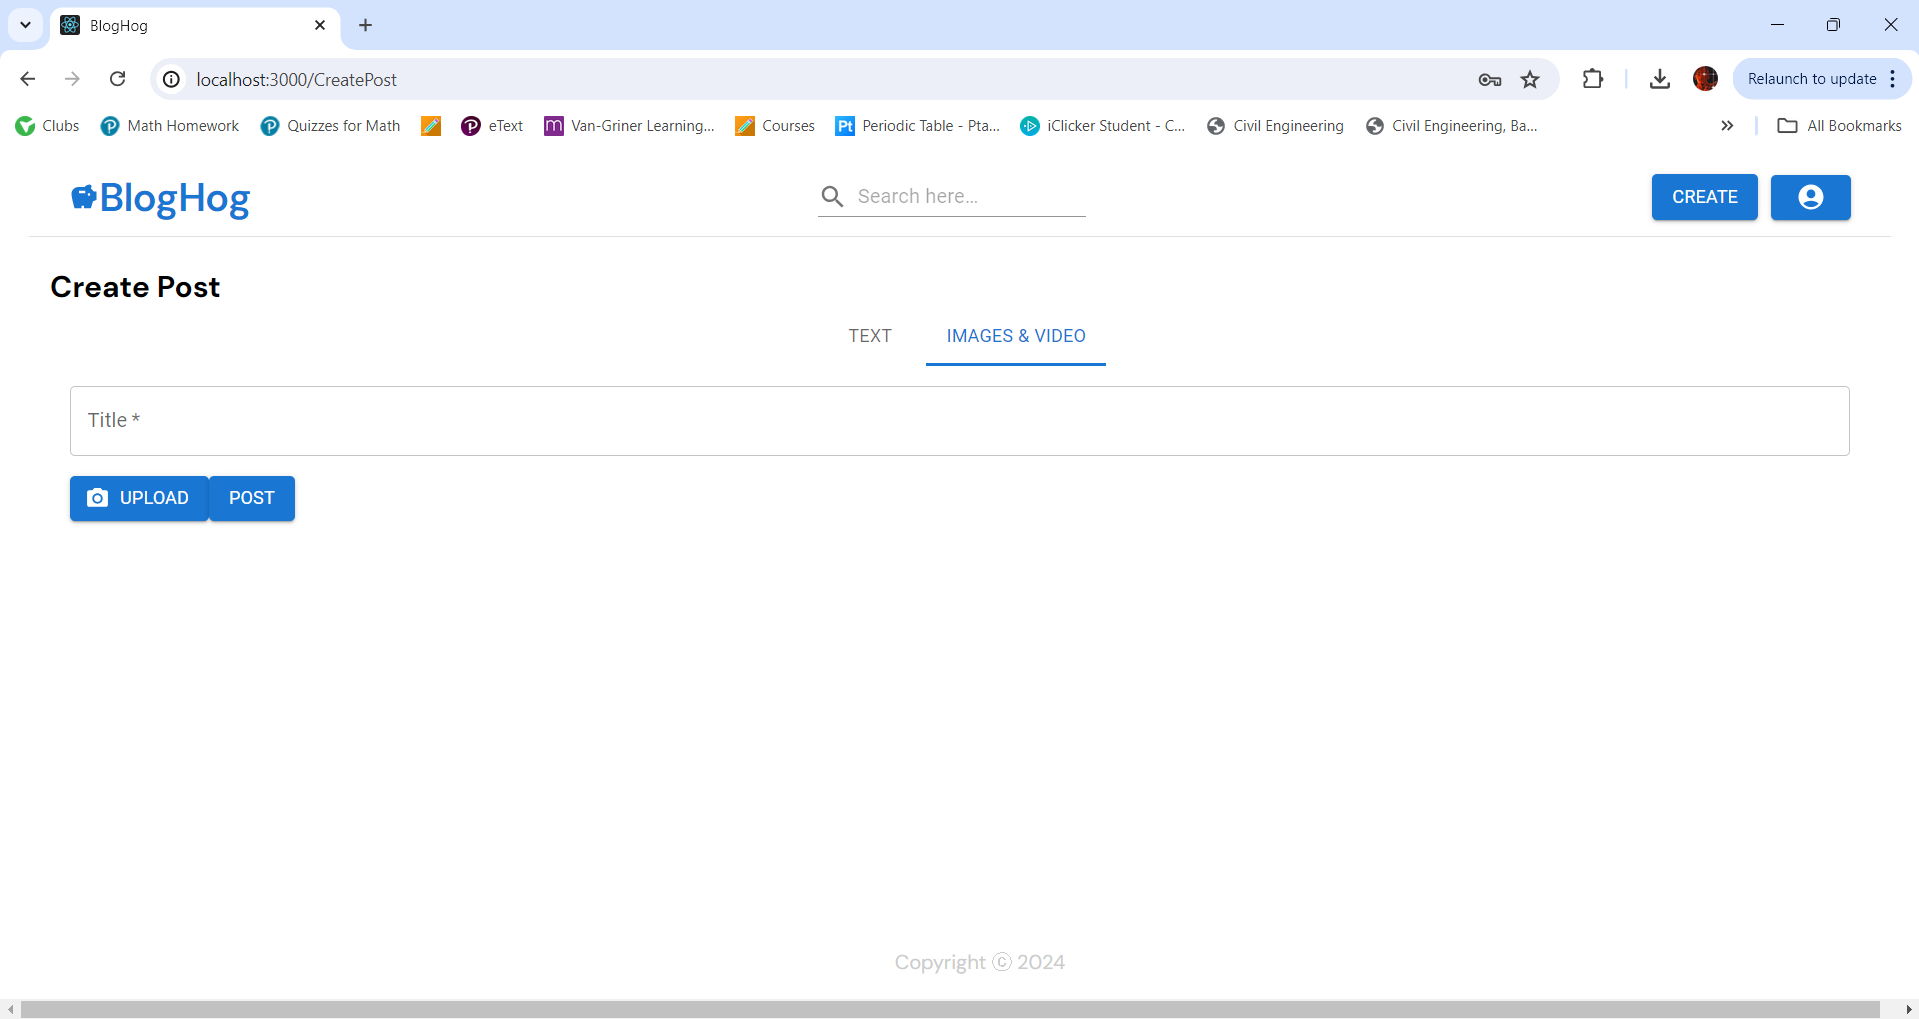 BlogHog
localhost:3000/CreatePost
Relaunch to update
Clubs
Math Homework
Quizzes for Math
eText
Van-Griner Learning...
Courses
Pt Periodic Table - Pta...
iClicker Student - C...
Civil Engineering
Civil Engineering, Ba...
All Bookmarks
BlogHog
Search here...
CREATE
Create Post
TEXT
IMAGES & VIDEO
Title *
UPLOAD
POST
Copyright © 2024